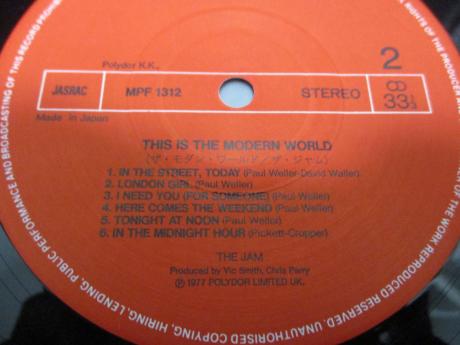 Polydor K.K.,
2
JASRAC
MPF 1312
STEREO
33⅓
Made in Japan
THIS IS THE MODERN WORLD
(ザ・モダン・ワールド/ザ・ジャム)
1. IN THE STREET, TODAY (Paul Weller-David Waller)
2. LONDON GIRL (Paul Weller)
3. I NEED YOU (FOR SOMEONE) (Paul Weller)
4. HERE COMES THE WEEKEND (Paul Weller)
5. TONIGHT AT NOON (Paul Weller)
6. IN THE MIDNIGHT HOUR (Pickett-Cropper)
THE JAM
Produced by Vic Smith, Chris Parry
Ⓟ 1977 POLYDOR LIMITED UK.
OF THE WORK REPRODUCED RESERVED. UNAUTHORISED COPYING, HIRING, LENDING, PUBLIC PERFORMANCE AND BROADCASTING OF THIS RECORD PROHIBITED
RIGHTS OF THE PRODUCER AND